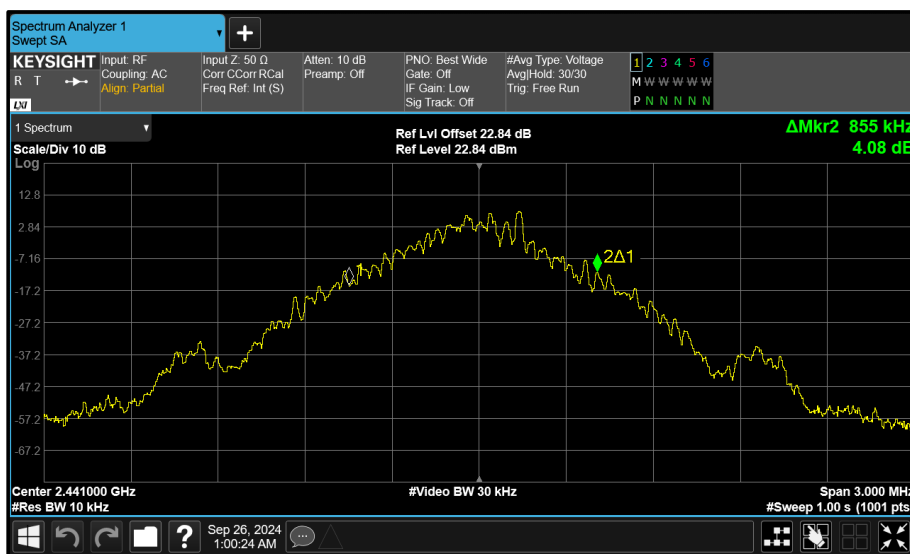 Spectrum Analyzer 1
Swept SA
KEYSIGHT
R T
LXI
Input: RF
Coupling: AC
Align: Partial
Input Z: 50 Ω
Corr CCorr RCal
Freq Ref: Int (S)
Atten: 10 dB
Preamp: Off
PNO: Best Wide
Gate: Off
IF Gain: Low
Sig Track: Off
#Avg Type: Voltage
Avg|Hold: 30/30
Trig: Free Run
1 2 3 4 5 6
M W W W W W
P N N N N N
1 Spectrum
Scale/Div 10 dB
Log
Ref Lvl Offset 22.84 dB
Ref Level 22.84 dBm
ΔMkr2 855 kHz
4.08 dB
12.8
2.84
-7.16
-17.2
-27.2
-37.2
-47.2
-57.2
-67.2
1
2Δ1
Center 2.441000 GHz
#Res BW 10 kHz
#Video BW 30 kHz
Span 3.000 MHz
#Sweep 1.00 s (1001 pts
?
Sep 26, 2024
1:00:24 AM